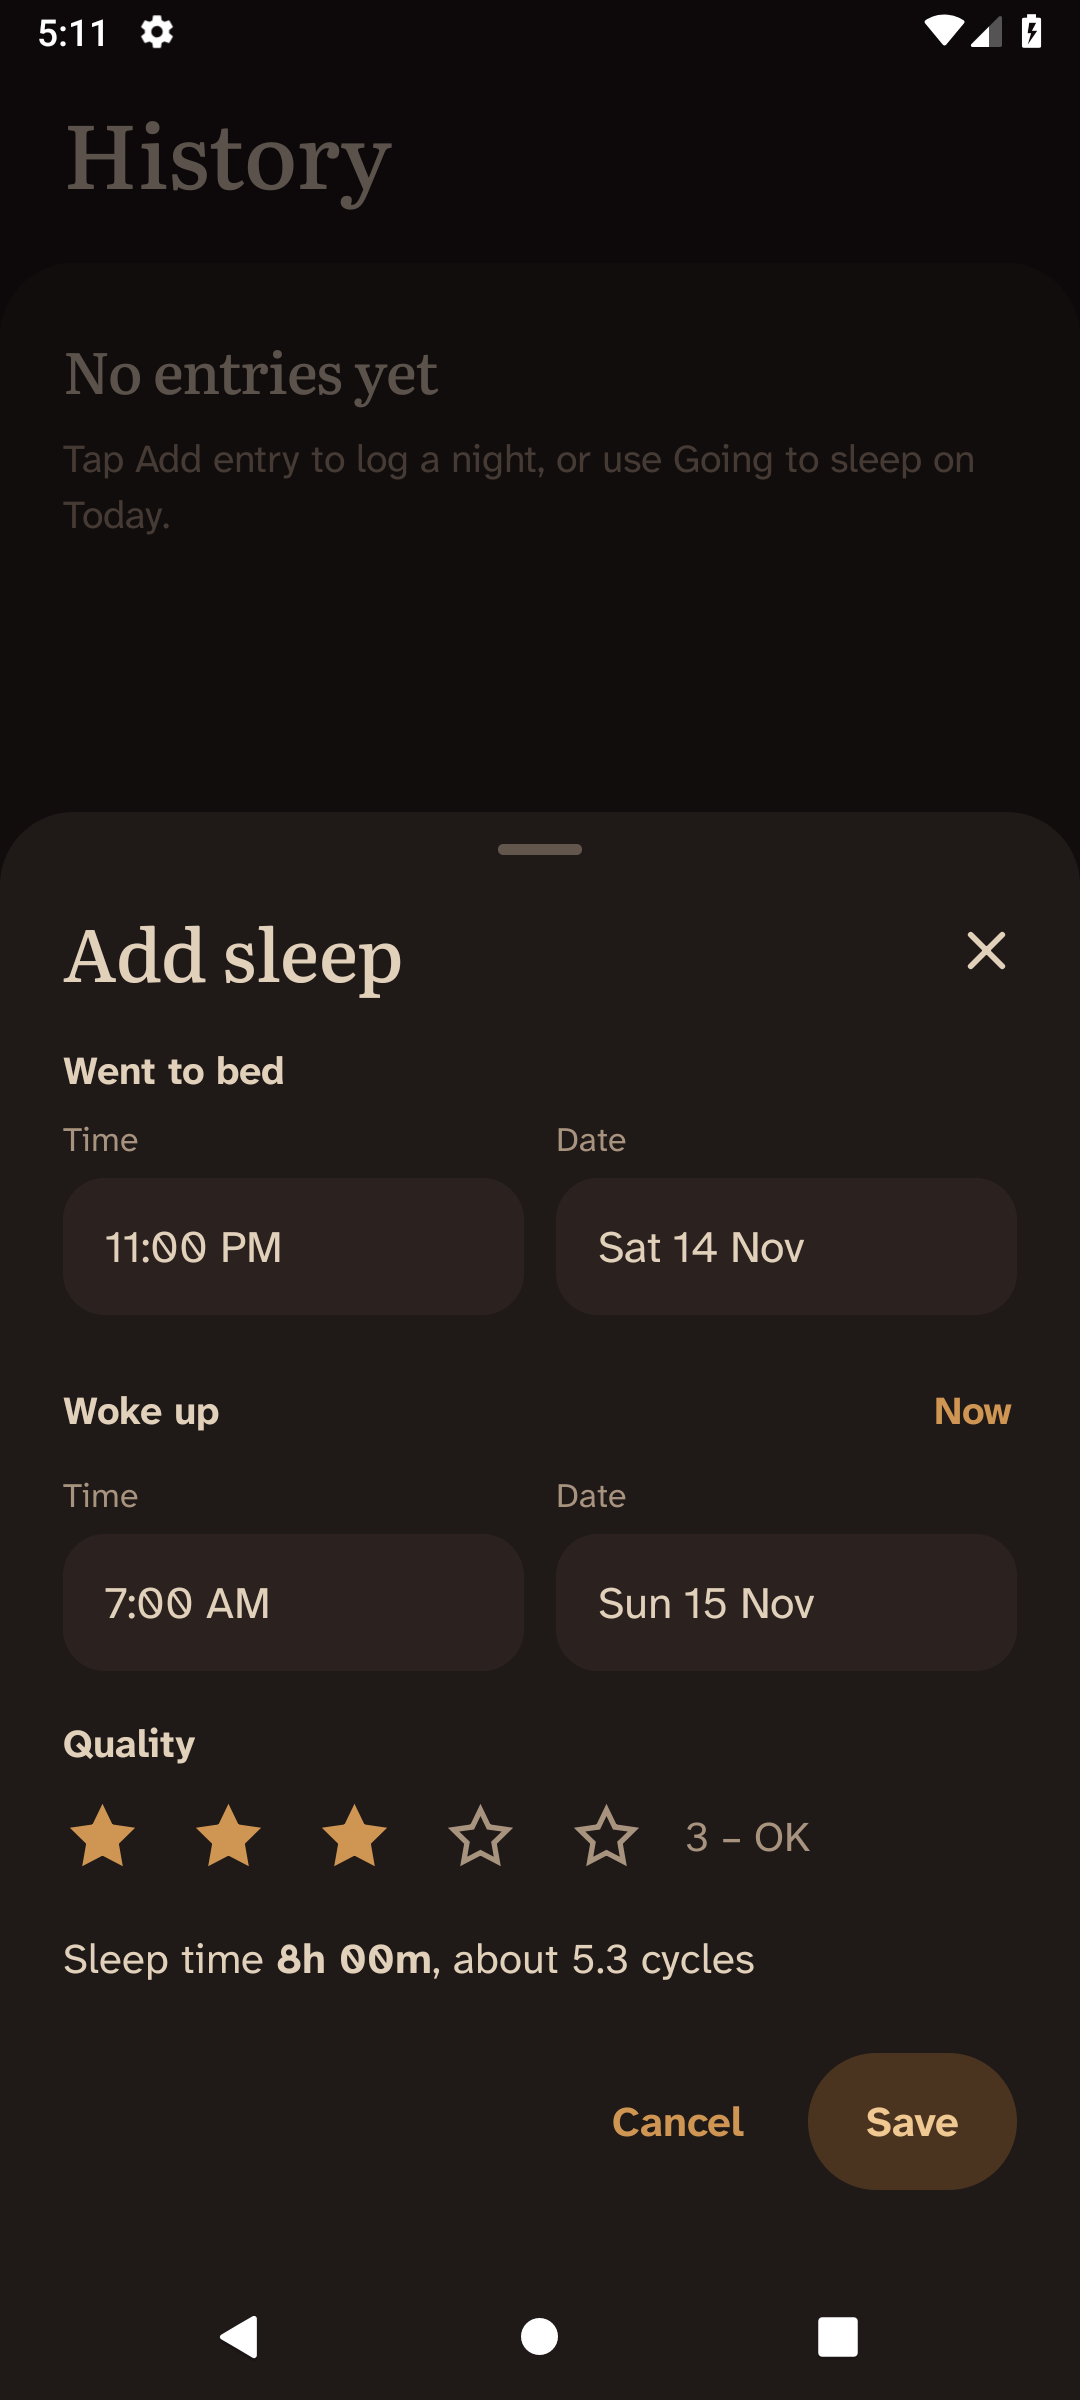 5:11
History
No entries yet
Tap Add entry to log a night, or use Going to sleep on
Today.
Add sleep
Went to bed
Time
Date
11:00 PM
Sat 14 Nov
Woke up
Now
Time
Date
7:00 AM
Sun 15 Nov
Quality
3 – OK
Sleep time 8h 00m, about 5.3 cycles
Cancel
Save